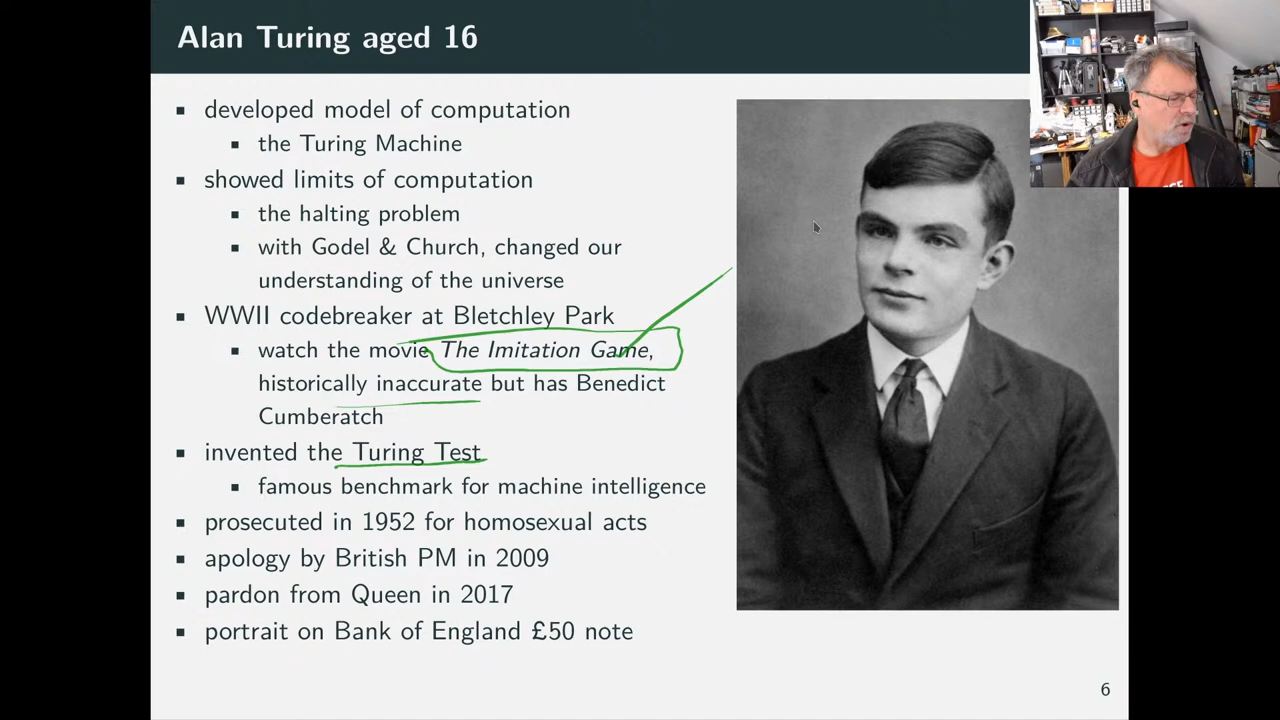 Alan Turing aged 16
▪ developed model of computation
▪ the Turing Machine
▪ showed limits of computation
▪ the halting problem
▪ with Godel & Church, changed our
understanding of the universe
▪ WWII codebreaker at Bletchley Park
▪ watch the movie The Imitation Game,
historically inaccurate but has Benedict
Cumberatch
▪ invented the Turing Test
▪ famous benchmark for machine intelligence
▪ prosecuted in 1952 for homosexual acts
▪ apology by British PM in 2009
▪ pardon from Queen in 2017
▪ portrait on Bank of England £50 note
6